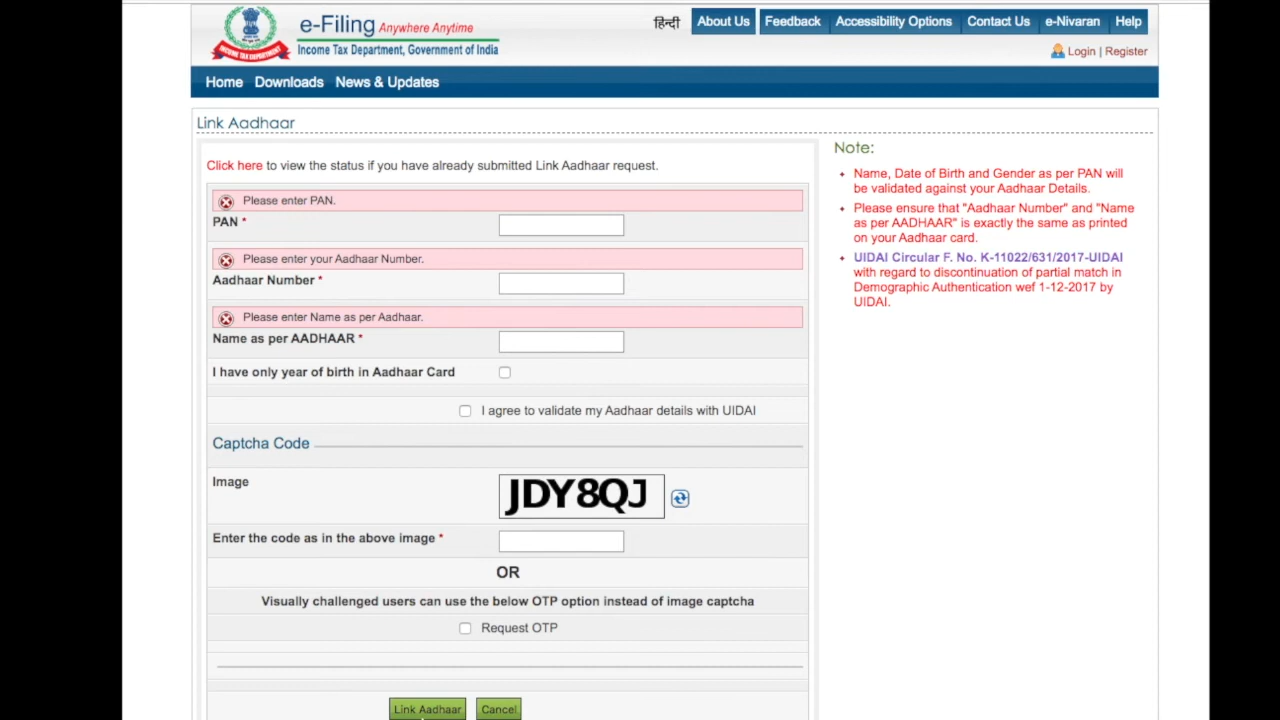 e-Filing Anywhere Anytime
Income Tax Department, Government of India
हिन्दी About Us Feedback Accessibility Options Contact Us e-Nivaran Help
Login | Register
Home Downloads News & Updates
Link Aadhaar
Click here to view the status if you have already submitted Link Aadhaar request.
Please enter PAN.
PAN *
Please enter your Aadhaar Number.
Aadhaar Number *
Please enter Name as per Aadhaar.
Name as per AADHAAR *
I have only year of birth in Aadhaar Card
I agree to validate my Aadhaar details with UIDAI
Captcha Code
Image
JDY8QJ
Enter the code as in the above image *
OR
Visually challenged users can use the below OTP option instead of image captcha
Request OTP
Link Aadhaar Cancel
Note:
Name, Date of Birth and Gender as per PAN will
be validated against your Aadhaar Details.
Please ensure that "Aadhaar Number" and "Name
as per AADHAAR" is exactly the same as printed
on your Aadhaar card.
UIDAI Circular F. No. K-11022/631/2017-UIDAI
with regard to discontinuation of partial match in
Demographic Authentication wef 1-12-2017 by
UIDAI.